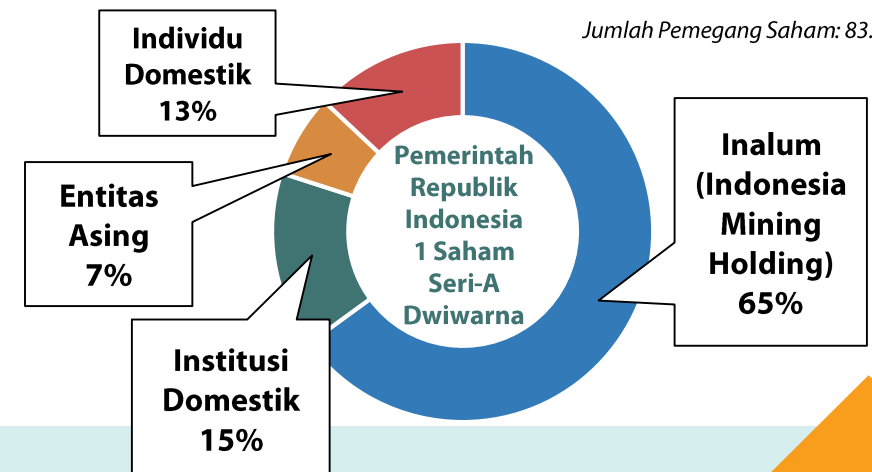 Jumlah Pemegang Saham: 83.
Individu
Domestik
13%
Inalum
(Indonesia
Mining
Holding)
65%
Pemerintah
Republik
Indonesia
1 Saham
Seri-A
Dwiwarna
Entitas
Asing
7%
Institusi
Domestik
15%